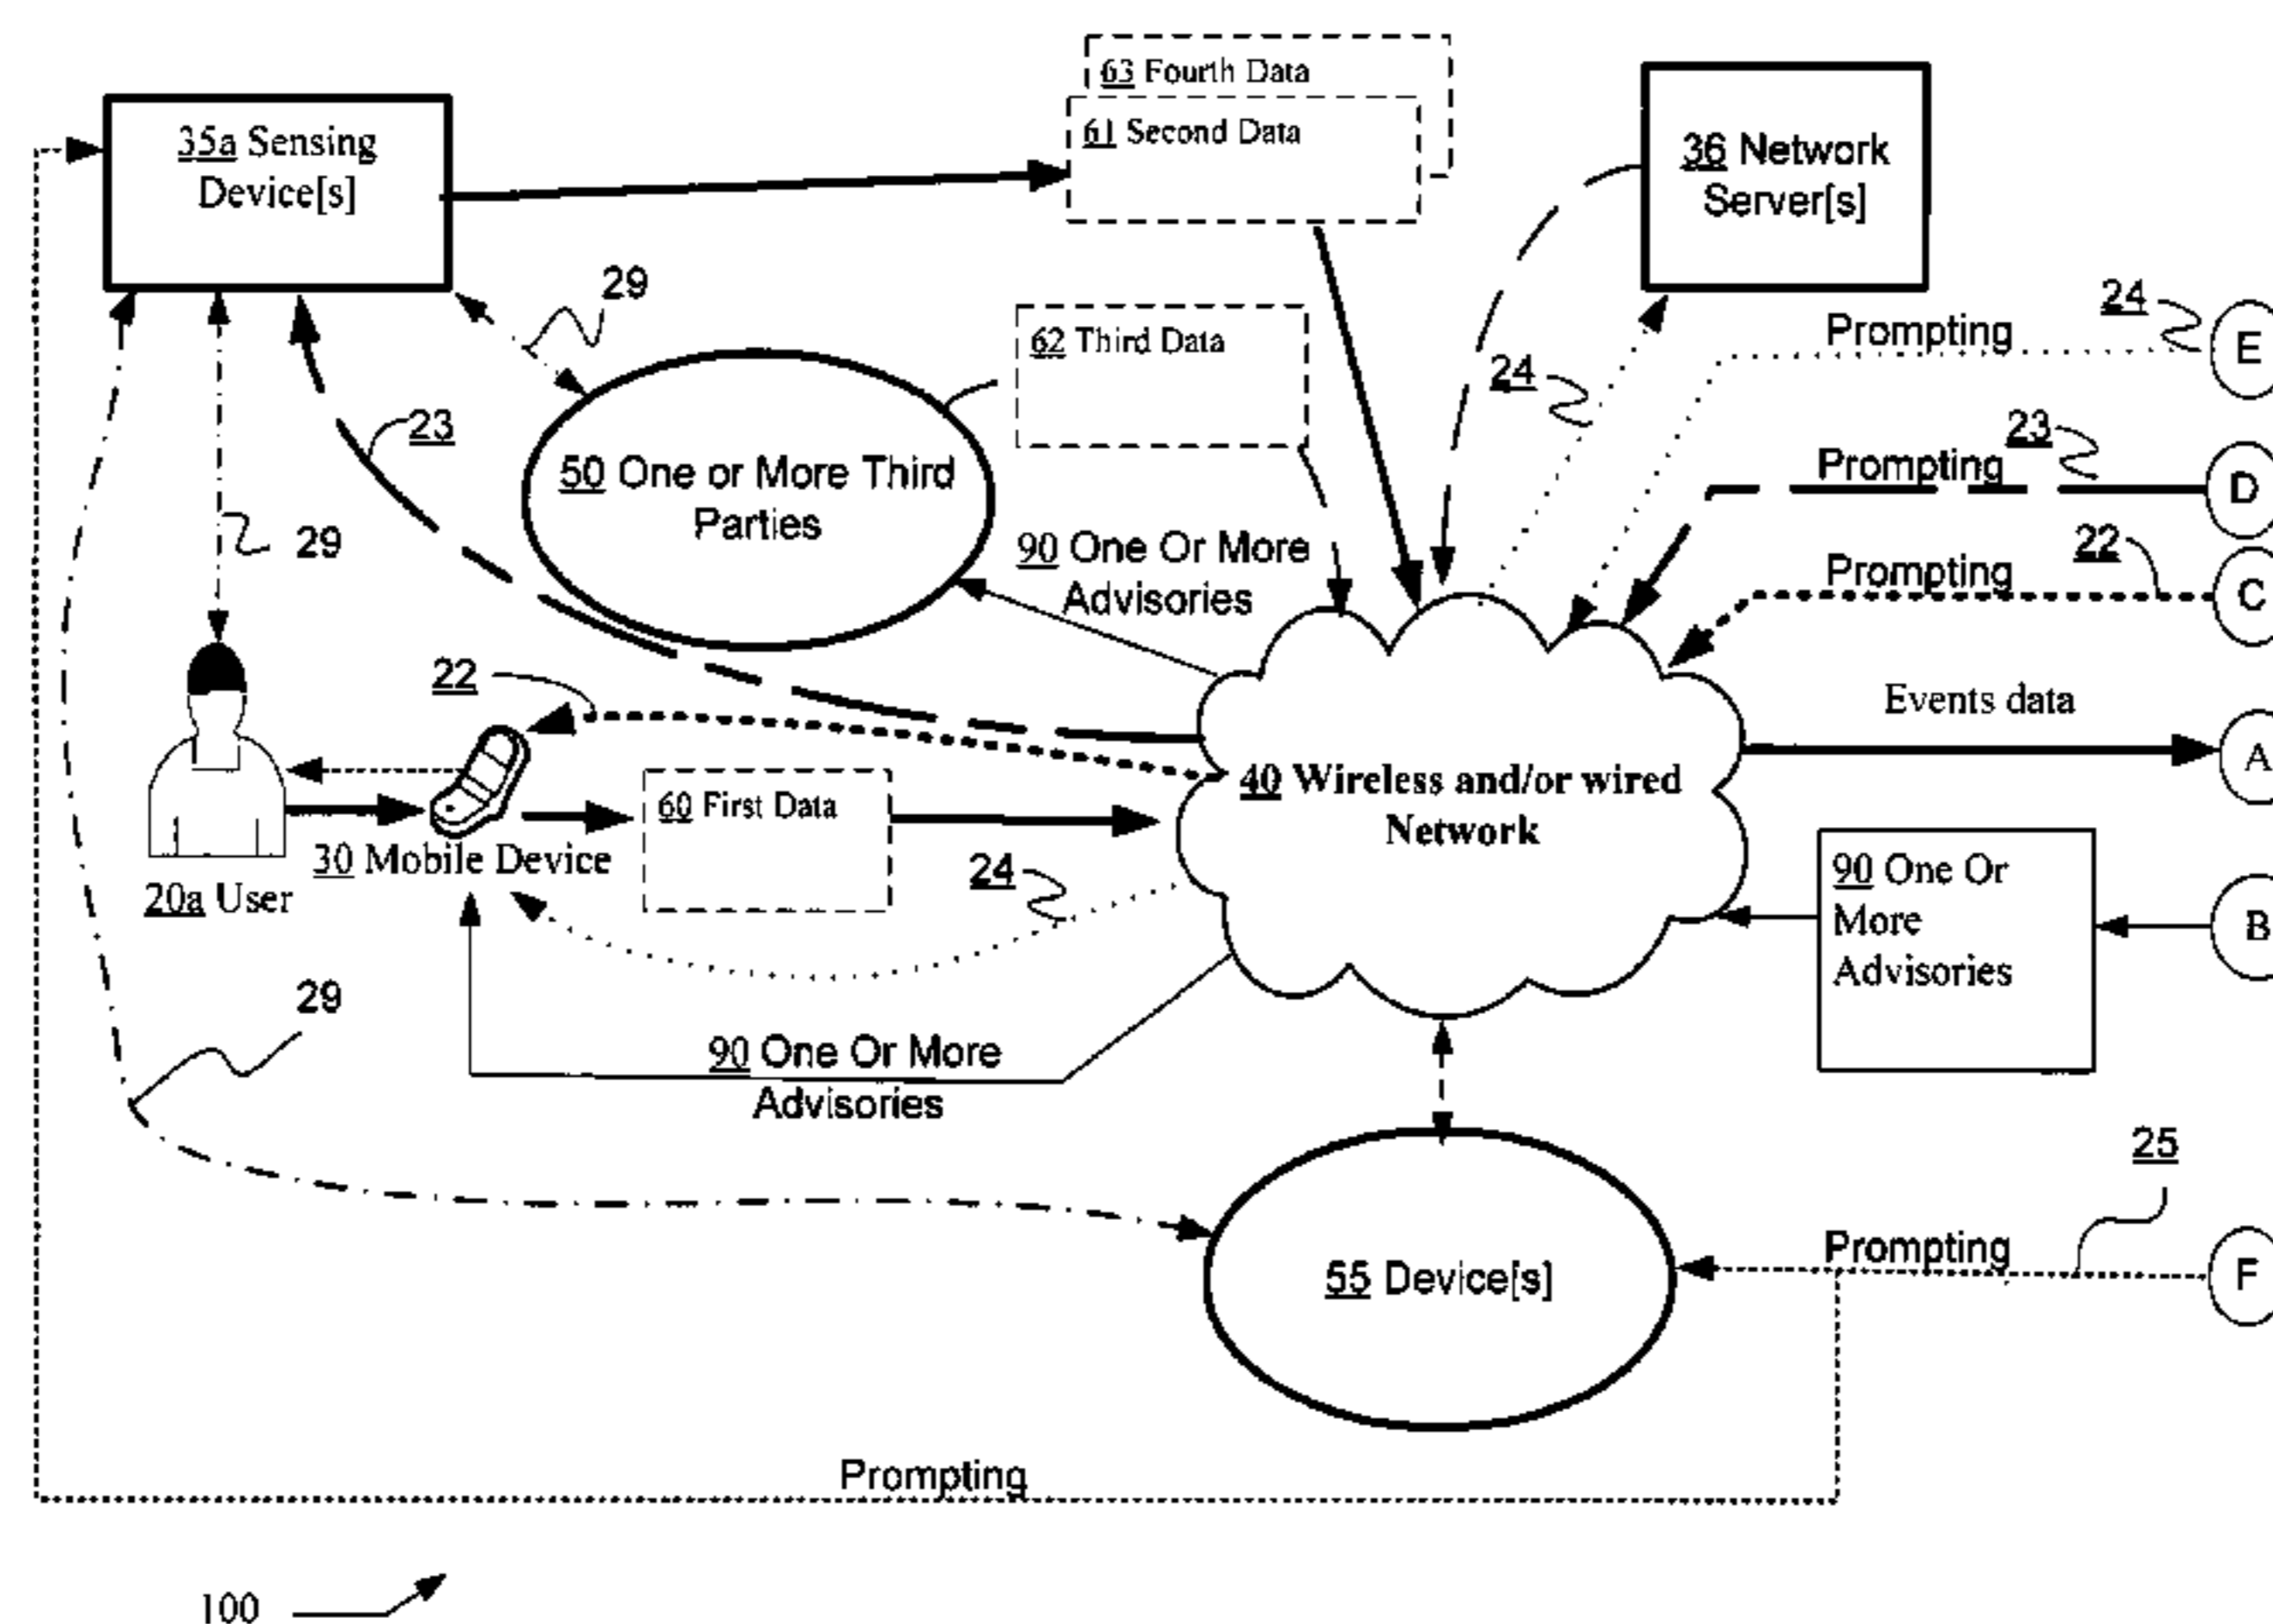 63 Fourth Data
61 Second Data
35a Sensing
Device[s]
36 Network
Server[s]
29
24
Prompting
E
62 Third Data
24
23
23
Prompting
D
50 One or More Third
Parties
29
90 One Or More
Advisories
22
Prompting
C
22
Events data
A
40 Wireless and/or wired
Network
60 First Data
30 Mobile Device
20a User
24
90 One Or
More
Advisories
B
29
90 One Or More
Advisories
25
Prompting
F
55 Device[s]
Prompting
100